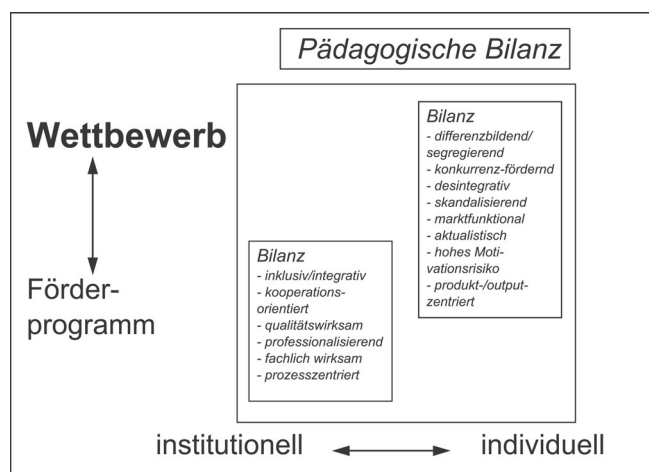 Pädagogische Bilanz
Wettbewerb
Förder-
programm
Bilanz
- differenzbildend/
segregierend
- konkurrenz-fördernd
- desintegrativ
- skandalisierend
- marktfunktional
- aktualistisch
- hohes Moti-
vationsrisiko
- produkt-/output-
zentriert
Bilanz
- inklusiv/integrativ
- kooperations-
orientiert
- qualitätswirksam
- professionalisierend
- fachlich wirksam
- prozesszentriert
institutionell
individuell